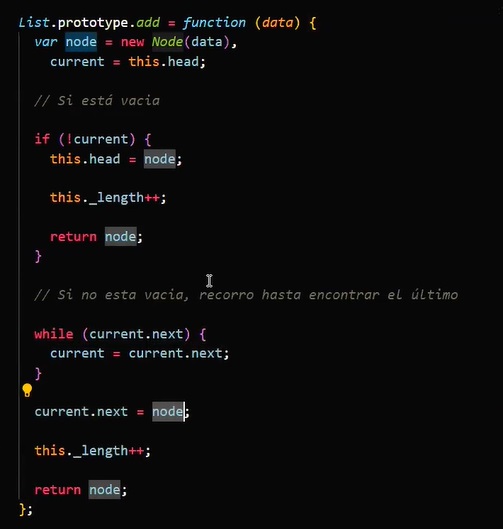 List.prototype.add = function (data) {
var node = new Node(data),
current = this.head;
// Si está vacia
if (!current) {
this.head = node;
this._length++;
return node;
}
// Si no esta vacia, recorro hasta encontrar el último
while (current.next) {
current = current.next;
}
current.next = node;
this._length++;
return node;
};